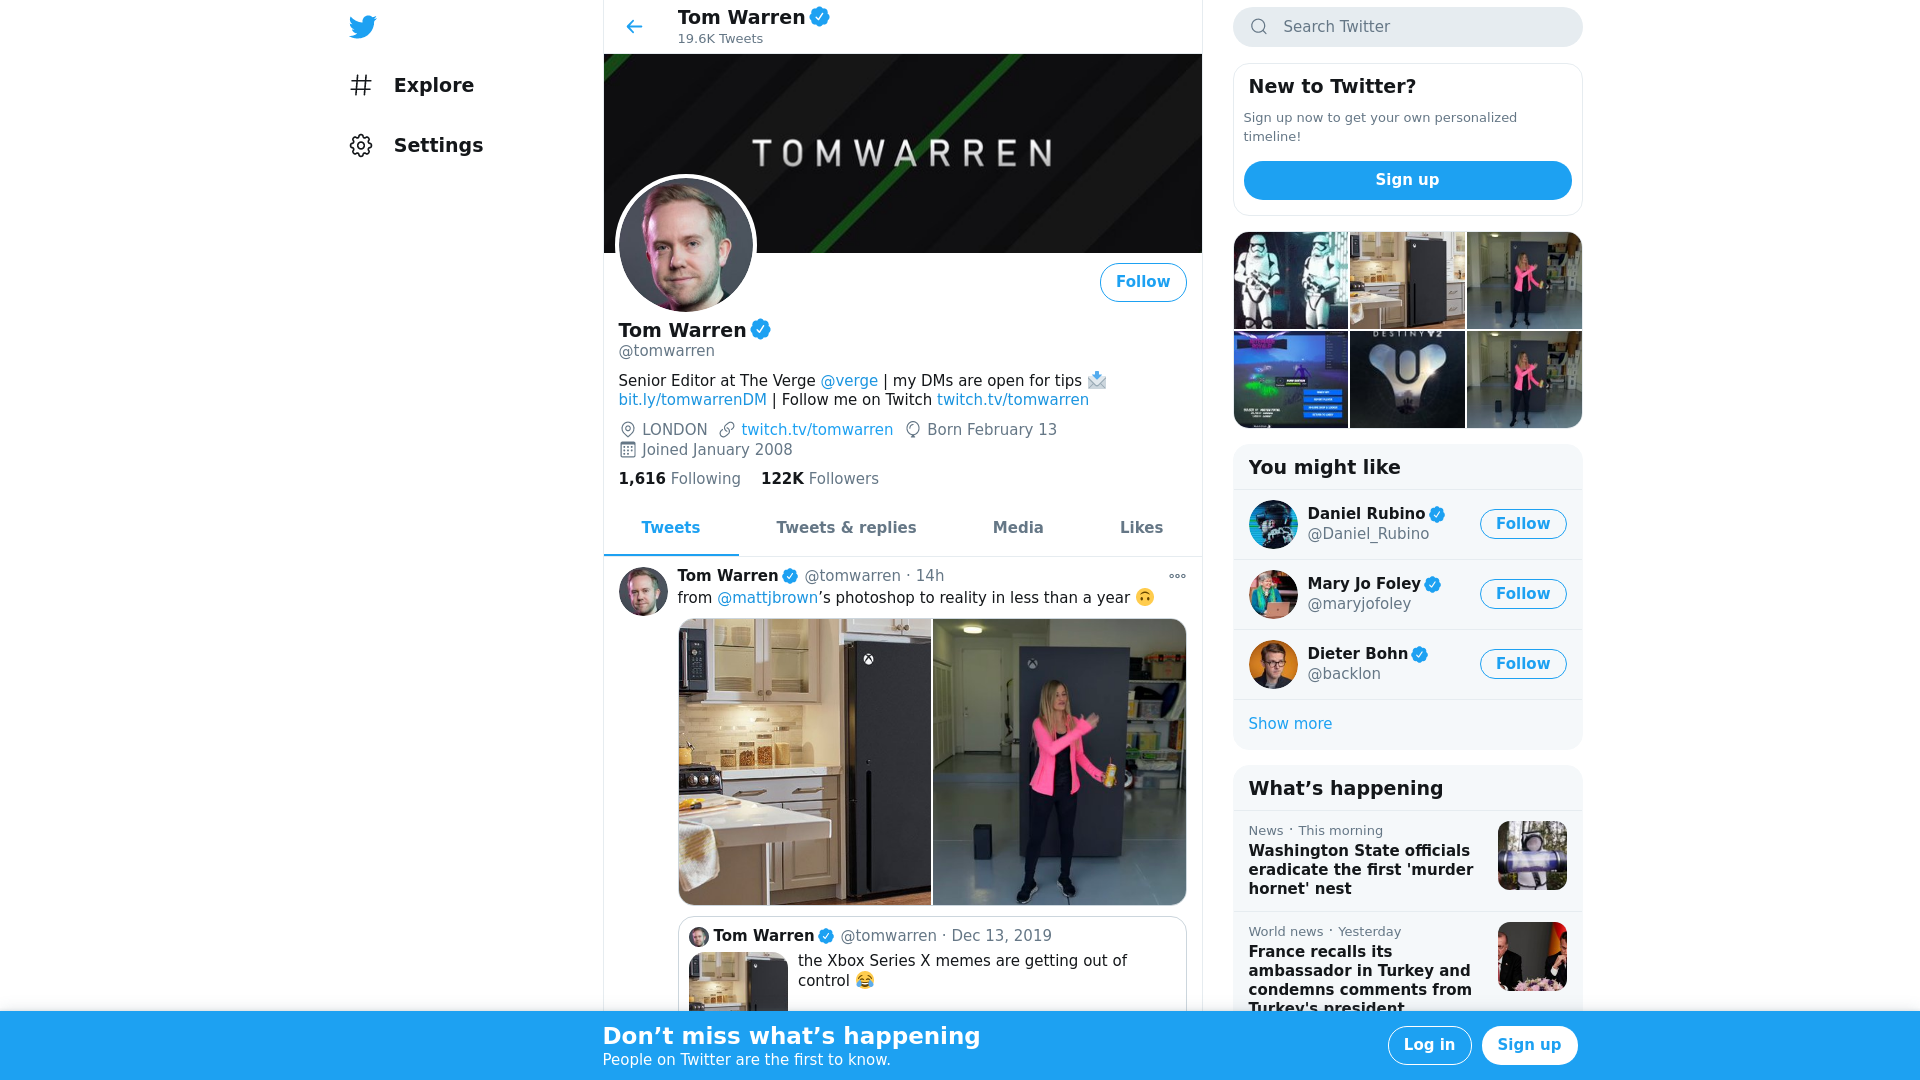 Explore
Settings
Tom Warren
19.6K Tweets
TOMWARREN
Follow
Tom Warren
@tomwarren
Senior Editor at The Verge @verge | my DMs are open for tips
bit.ly/tomwarrenDM | Follow me on Twitch twitch.tv/tomwarren
LONDON twitch.tv/tomwarren Born February 13
Joined January 2008
1,616 Following 122K Followers
Tweets Tweets & replies Media Likes
Tom Warren @tomwarren · 14h
from @mattjbrown’s photoshop to reality in less than a year 🙃
Tom Warren @tomwarren · Dec 13, 2019
the Xbox Series X memes are getting out of
control 😂
Search Twitter
New to Twitter?
Sign up now to get your own personalized
timeline!
Sign up
DESTINY 2
You might like
Daniel Rubino
@Daniel_Rubino
Follow
Mary Jo Foley
@maryjofoley
Follow
Dieter Bohn
@backlon
Follow
Show more
What’s happening
News · This morning
Washington State officials
eradicate the first 'murder
hornet' nest
World news · Yesterday
France recalls its
ambassador in Turkey and
condemns comments from
Turkey's president
Don’t miss what’s happening
People on Twitter are the first to know.
Log in
Sign up